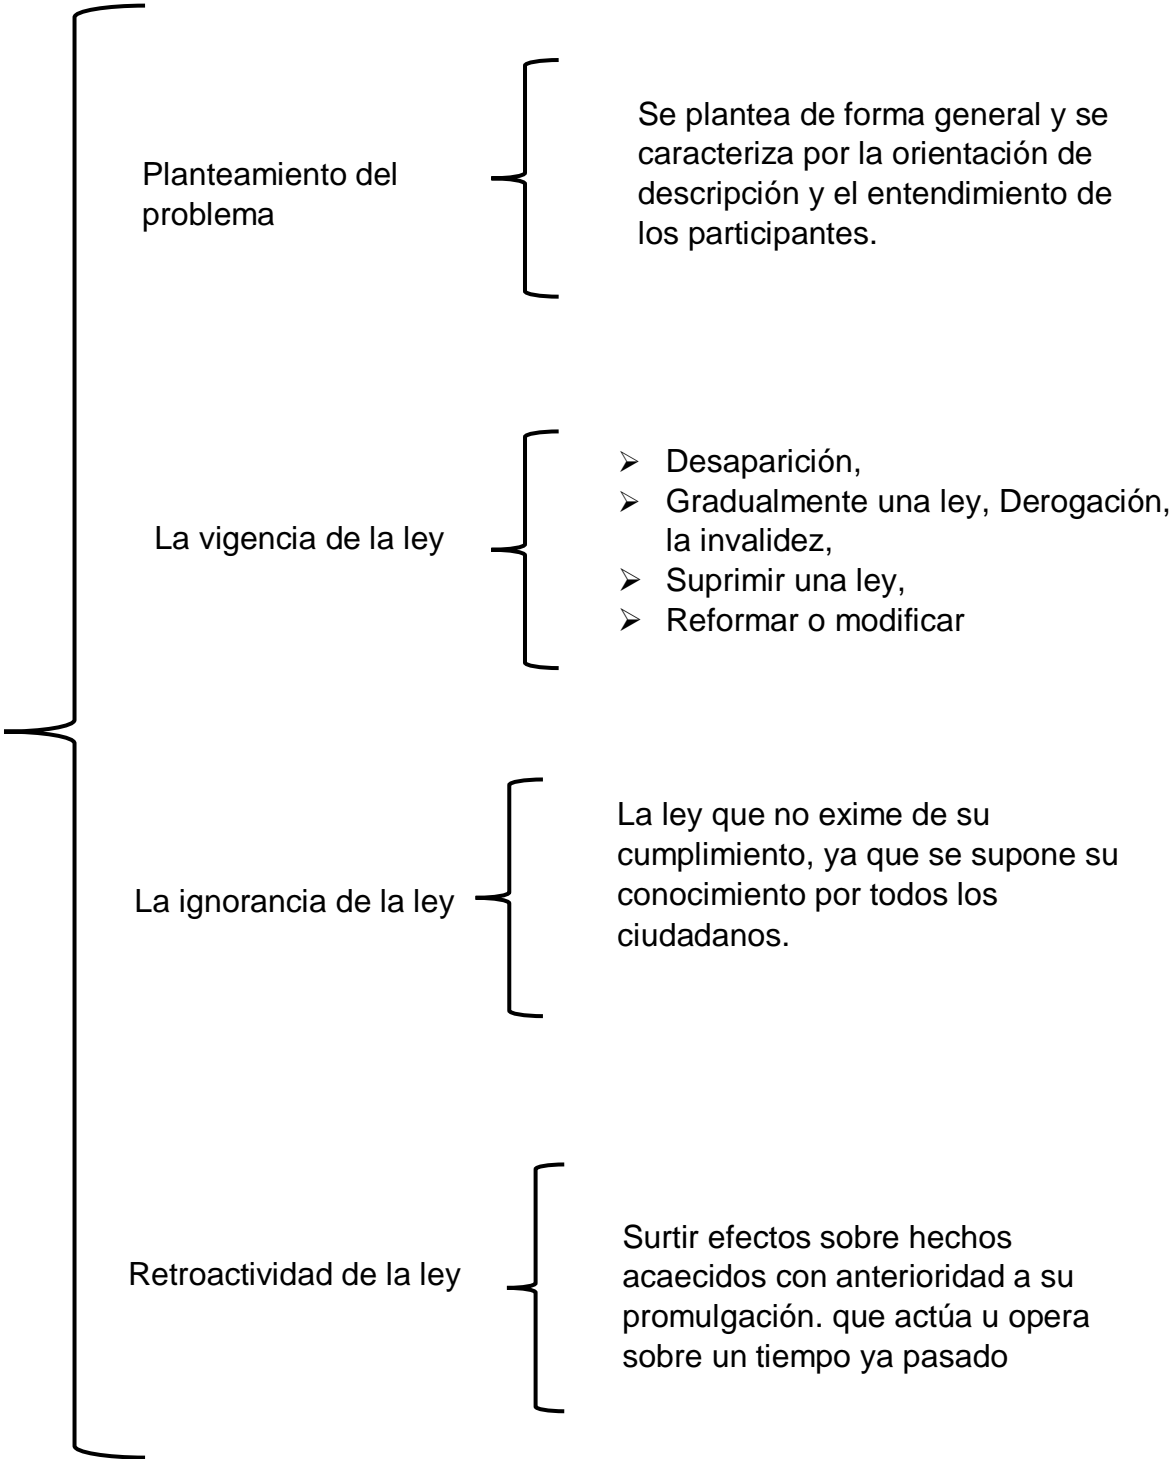 Planteamiento del
problema
Se plantea de forma general y se
caracteriza por la orientación de
descripción y el entendimiento de
los participantes.
La vigencia de la ley
➢ Desaparición,
➢ Gradualmente una ley, Derogación,
la invalidez,
➢ Suprimir una ley,
➢ Reformar o modificar
La ignorancia de la ley
La ley que no exime de su
cumplimiento, ya que se supone su
conocimiento por todos los
ciudadanos.
Retroactividad de la ley
Surtir efectos sobre hechos
acaecidos con anterioridad a su
promulgación. que actúa u opera
sobre un tiempo ya pasado